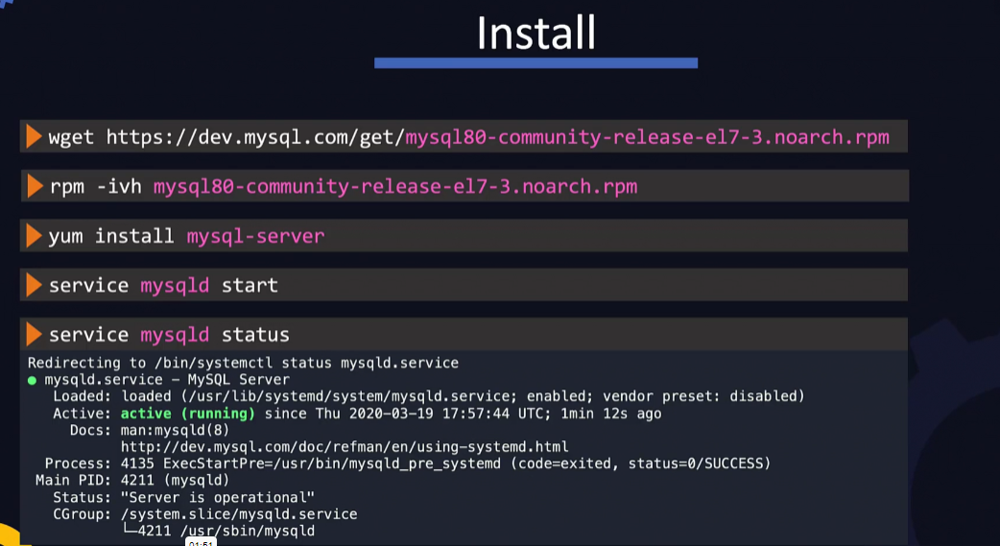 Install
wget https://dev.mysql.com/get/mysql80-community-release-el7-3.noarch.rpm
rpm -ivh mysql80-community-release-el7-3.noarch.rpm
yum install mysql-server
service mysqld start
service mysqld status
Redirecting to /bin/systemctl status mysqld.service
● mysqld.service – MySQL Server
Loaded: loaded (/usr/lib/systemd/system/mysqld.service; enabled; vendor preset: disabled)
Active: active (running) since Thu 2020-03-19 17:57:44 UTC; 1min 12s ago
Docs: man:mysqld(8)
http://dev.mysql.com/doc/refman/en/using-systemd.html
Process: 4135 ExecStartPre=/usr/bin/mysqld_pre_systemd (code=exited, status=0/SUCCESS)
Main PID: 4211 (mysqld)
Status: "Server is operational"
CGroup: /system.slice/mysqld.service
└─4211 /usr/sbin/mysqld
01:51